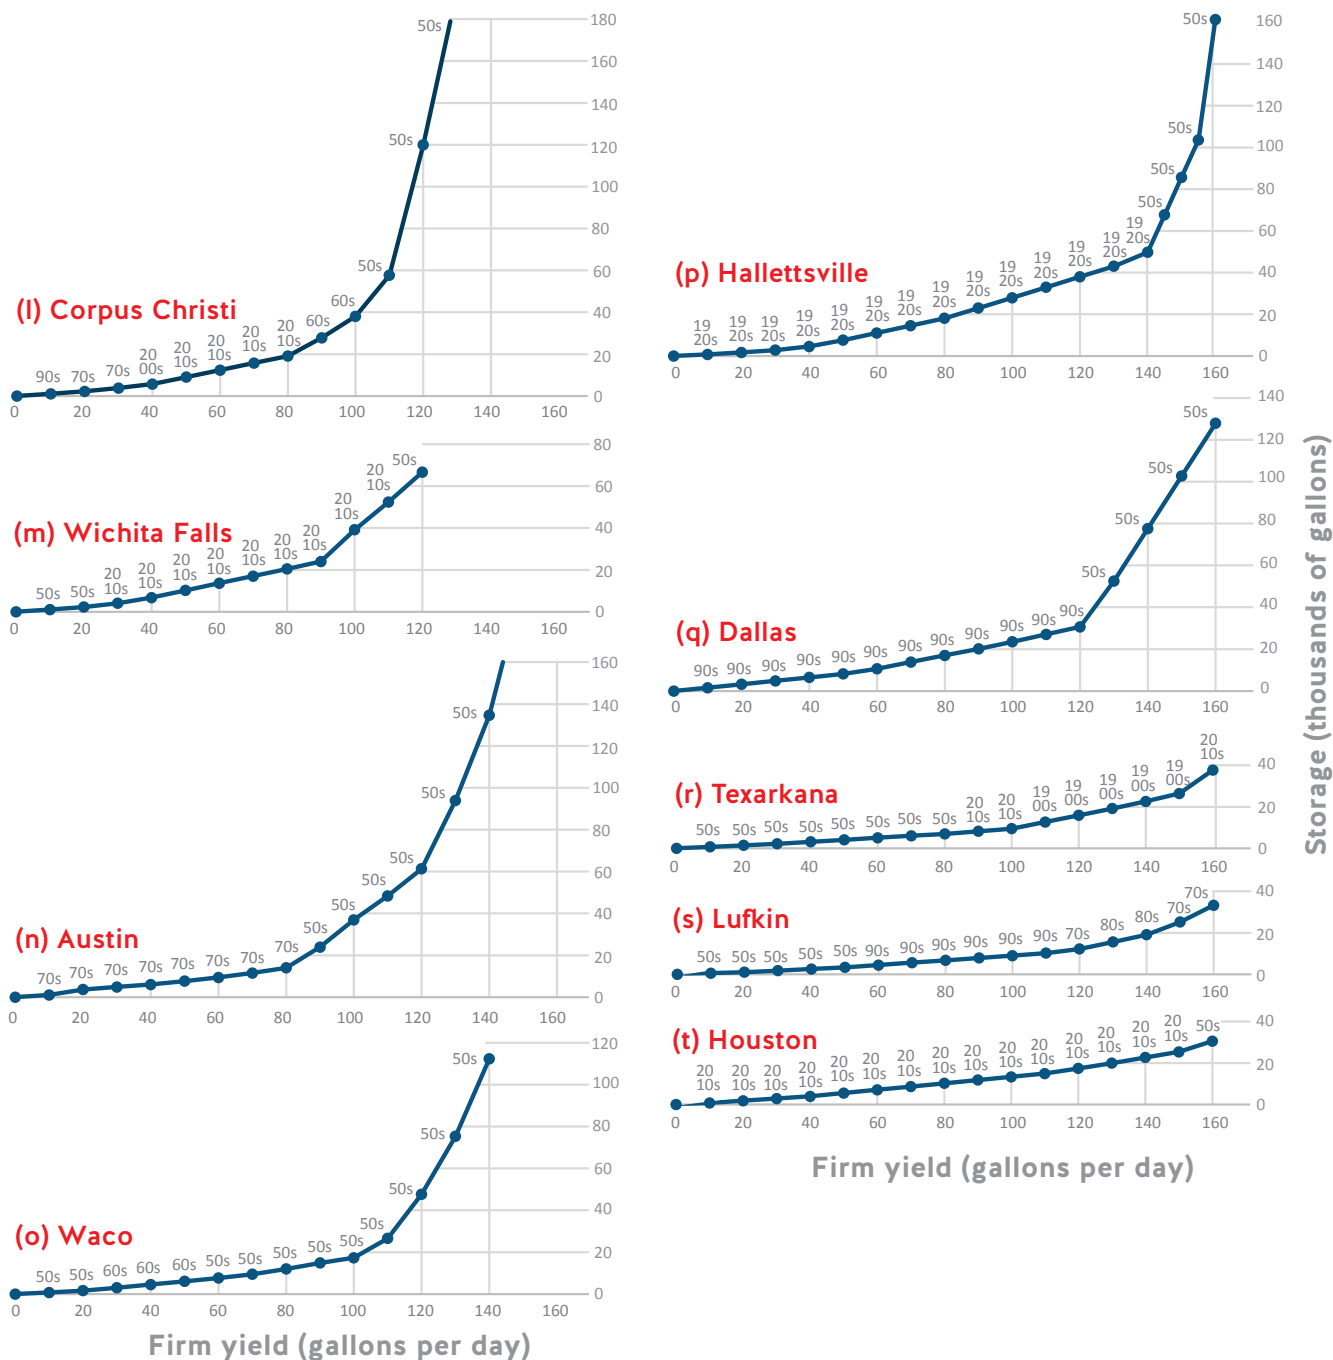 (l) Corpus Christi
90s 70s 70s 20 00s 20 10s 20 10s 20 10s 20 10s 60s 60s 50s 50s 50s
0 20 40 60 80 100 120 140 160
180
160
140
120
100
80
60
40
20
0
(m) Wichita Falls
50s 50s 20 10s 20 10s 20 10s 20 10s 20 10s 20 10s 20 10s 20 10s 20 10s 50s
0 20 40 60 80 100 120 140 160
80
60
40
20
0
(n) Austin
70s 70s 70s 70s 70s 70s 70s 70s 50s 50s 50s 50s 50s 50s
0 20 40 60 80 100 120 140 160
160
140
120
100
80
60
40
20
0
(o) Waco
50s 50s 60s 60s 60s 50s 50s 50s 50s 50s 50s 50s 50s 50s
0 20 40 60 80 100 120 140 160
120
100
80
60
40
20
0
Firm yield (gallons per day)
(p) Hallettsville
19 20s 19 20s 19 20s 19 20s 19 20s 19 20s 19 20s 19 20s 19 20s 19 20s 19 20s 19 20s 19 20s 19 20s 50s 50s 50s 50s
0 20 40 60 80 100 120 140 160
160
140
120
100
80
60
40
20
0
(q) Dallas
90s 90s 90s 90s 90s 90s 90s 90s 90s 90s 90s 90s 50s 50s 50s 50s
0 20 40 60 80 100 120 140 160
140
120
100
80
60
40
20
0
(r) Texarkana
50s 50s 50s 50s 50s 50s 50s 50s 20 10s 20 10s 19 00s 19 00s 19 00s 19 00s 19 00s 20 10s
0 20 40 60 80 100 120 140 160
40
20
0
(s) Lufkin
50s 50s 50s 50s 50s 90s 90s 90s 90s 90s 90s 70s 80s 80s 70s 70s
0 20 40 60 80 100 120 140 160
40
20
0
(t) Houston
20 10s 20 10s 20 10s 20 10s 20 10s 20 10s 20 10s 20 10s 20 10s 20 10s 20 10s 20 10s 20 10s 20 10s 20 10s 50s
0 20 40 60 80 100 120 140 160
40
20
0
Firm yield (gallons per day)
Storage (thousands of gallons)